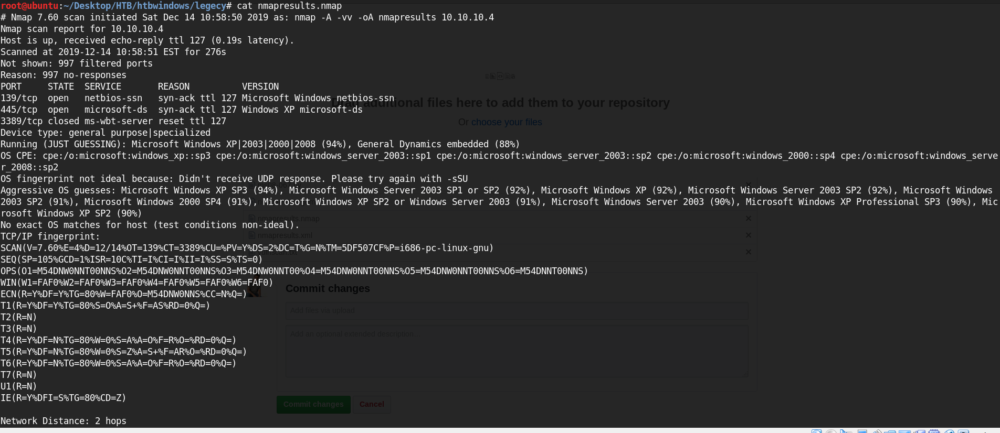 root@ubuntu:~/Desktop/HTB/htbwindows/legecy# cat nmapresults.nmap
# Nmap 7.60 scan initiated Sat Dec 14 10:58:50 2019 as: nmap -A -vv -oA nmapresults 10.10.10.4
Nmap scan report for 10.10.10.4
Host is up, received echo-reply ttl 127 (0.19s latency).
Scanned at 2019-12-14 10:58:51 EST for 276s
Not shown: 997 filtered ports
Reason: 997 no-responses
PORT     STATE  SERVICE       REASON          VERSION
139/tcp  open   netbios-ssn   syn-ack ttl 127 Microsoft Windows netbios-ssn
Drag additional files here to add them to your repository
445/tcp  open   microsoft-ds  syn-ack ttl 127 Windows XP microsoft-ds
3389/tcp closed ms-wbt-server reset ttl 127
Or choose your files
Device type: general purpose|specialized
Running (JUST GUESSING): Microsoft Windows XP|2003|2000|2008 (94%), General Dynamics embedded (88%)
OS CPE: cpe:/o:microsoft:windows_xp::sp3 cpe:/o:microsoft:windows_server_2003::sp1 cpe:/o:microsoft:windows_server_2003::sp2 cpe:/o:microsoft:windows_2000::sp4 cpe:/o:microsoft:windows_serve
r_2008::sp2
OS fingerprint not ideal because: Didn't receive UDP response. Please try again with -sSU
Aggressive OS guesses: Microsoft Windows XP SP3 (94%), Microsoft Windows Server 2003 SP1 or SP2 (92%), Microsoft Windows XP (92%), Microsoft Windows Server 2003 SP2 (92%), Microsoft Windows
2003 SP2 (91%), Microsoft Windows 2000 SP4 (91%), Microsoft Windows XP SP2 or Windows Server 2003 (91%), Microsoft Windows Server 2003 (90%), Microsoft Windows XP Professional SP3 (90%), Mic
rosoft Windows XP SP2 (90%)
nmapresults.nmap
No exact OS matches for host (test conditions non-ideal).
TCP/IP fingerprint:
nmapresults.xml
SCAN(V=7.60%E=4%D=12/14%OT=139%CT=3389%CU=%PV=Y%DS=2%DC=T%G=N%TM=5DF507CF%P=i686-pc-linux-gnu)
SEQ(SP=105%GCD=1%ISR=10C%TI=I%CI=I%II=I%SS=S%TS=0)
OPS(O1=M54DNW0NNT00NNS%O2=M54DNW0NNT00NNS%O3=M54DNW0NNT00%O4=M54DNW0NNT00NNS%O5=M54DNW0NNT00NNS%O6=M54DNNT00NNS)
WIN(W1=FAF0%W2=FAF0%W3=FAF0%W4=FAF0%W5=FAF0%W6=FAF0)
Commit changes
ECN(R=Y%DF=Y%TG=80%W=FAF0%O=M54DNW0NNS%CC=N%Q=)
T1(R=Y%DF=Y%TG=80%S=O%A=S+%F=AS%RD=0%Q=)
Add files via upload
T2(R=N)
T3(R=N)
Add an optional extended description...
T4(R=Y%DF=N%TG=80%W=0%S=A%A=O%F=R%O=%RD=0%Q=)
T5(R=Y%DF=N%TG=80%W=0%S=Z%A=S+%F=AR%O=%RD=0%Q=)
T6(R=Y%DF=N%TG=80%W=0%S=A%A=O%F=R%O=%RD=0%Q=)
T7(R=N)
U1(R=N)
IE(R=Y%DFI=S%TG=80%CD=Z)
Commit changes Cancel
Network Distance: 2 hops